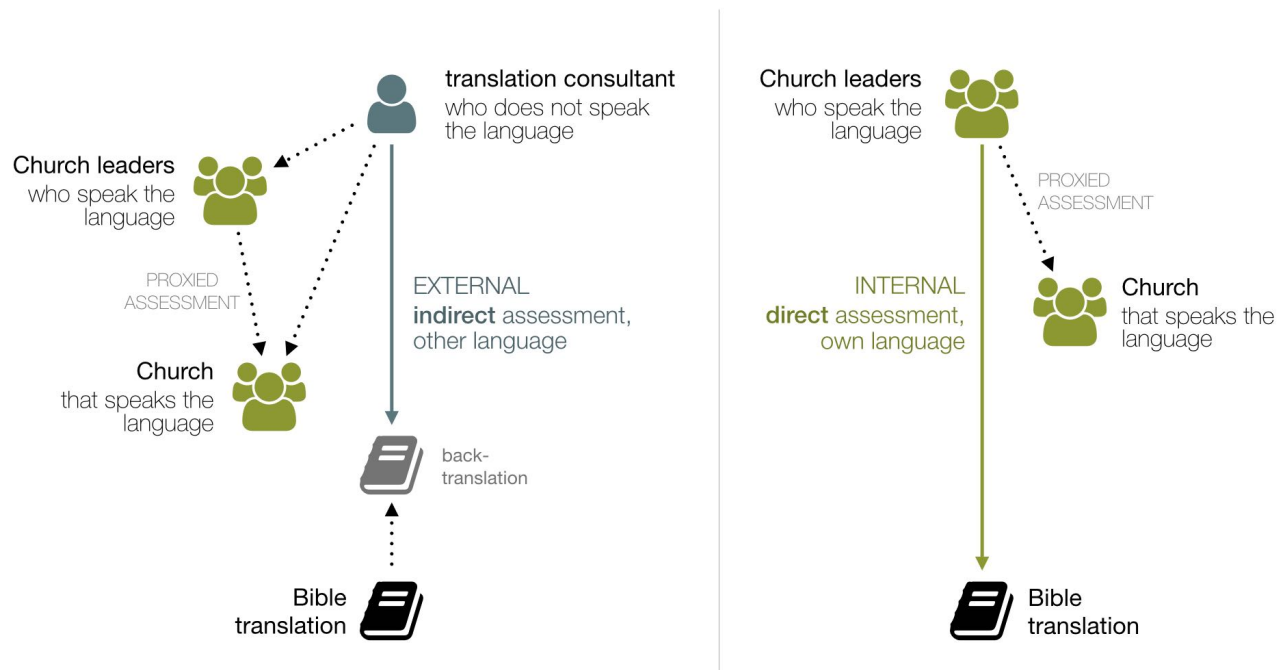 translation consultant
who does not speak
the language
Church leaders
who speak the
language
PROXIED
ASSESSMENT
EXTERNAL
indirect assessment,
other language
Church
that speaks the
language
back-
translation
Bible
translation
Church leaders
who speak the
language
PROXIED
ASSESSMENT
INTERNAL
direct assessment,
own language
Church
that speaks the
language
Bible
translation